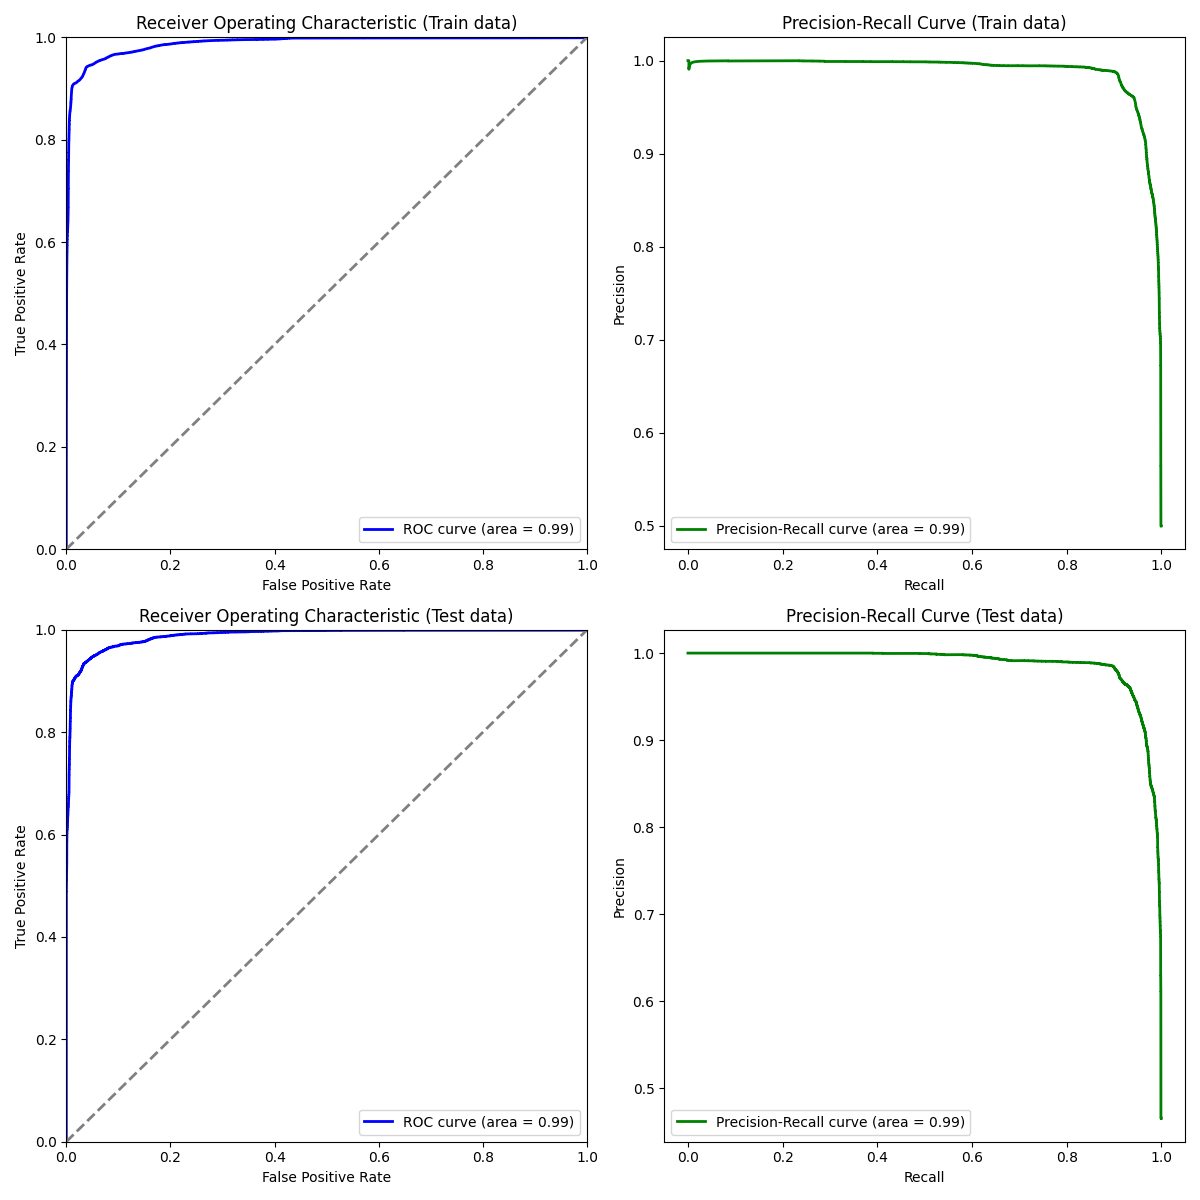 Receiver Operating Characteristic (Train data)
1.0
0.8
0.6
0.4
0.2
0.0
True Positive Rate
0.0 0.2 0.4 0.6 0.8 1.0
False Positive Rate
ROC curve (area = 0.99)
Precision-Recall Curve (Train data)
1.0
0.9
0.8
0.7
0.6
0.5
Precision
0.0 0.2 0.4 0.6 0.8 1.0
Recall
Precision-Recall curve (area = 0.99)
Receiver Operating Characteristic (Test data)
1.0
0.8
0.6
0.4
0.2
0.0
True Positive Rate
0.0 0.2 0.4 0.6 0.8 1.0
False Positive Rate
ROC curve (area = 0.99)
Precision-Recall Curve (Test data)
1.0
0.9
0.8
0.7
0.6
0.5
Precision
0.0 0.2 0.4 0.6 0.8 1.0
Recall
Precision-Recall curve (area = 0.99)